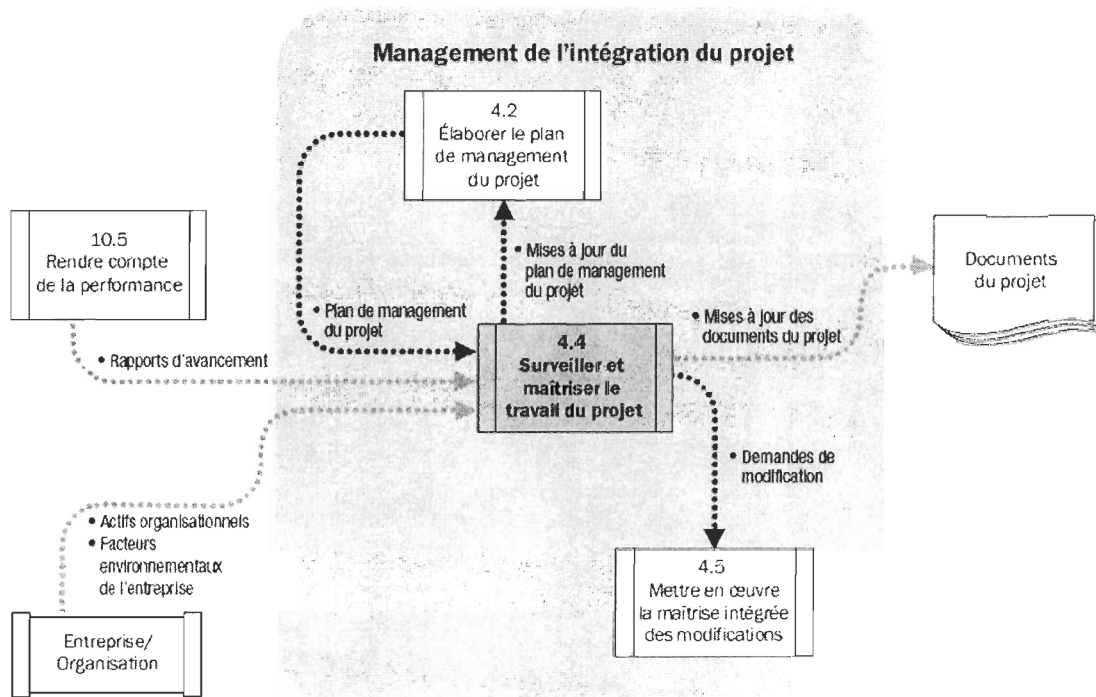 Management de l'intégration du projet
4.2
Élaborer le plan
de management
du projet
10.5
Rendre compte
de la performance
• Mises à jour du
plan de management
du projet
Documents
du projet
• Plan de management
du projet
• Mises à jour des
documents du projet
• Rapports d'avancement
4.4
Surveiller et
maîtriser le
travail du projet
• Demandes de
modification
• Actifs organisationnels
• Facteurs
environnementaux
de l'entreprise
4.5
Mettre en œuvre
la maîtrise intégrée
des modifications
Entreprise/
Organisation